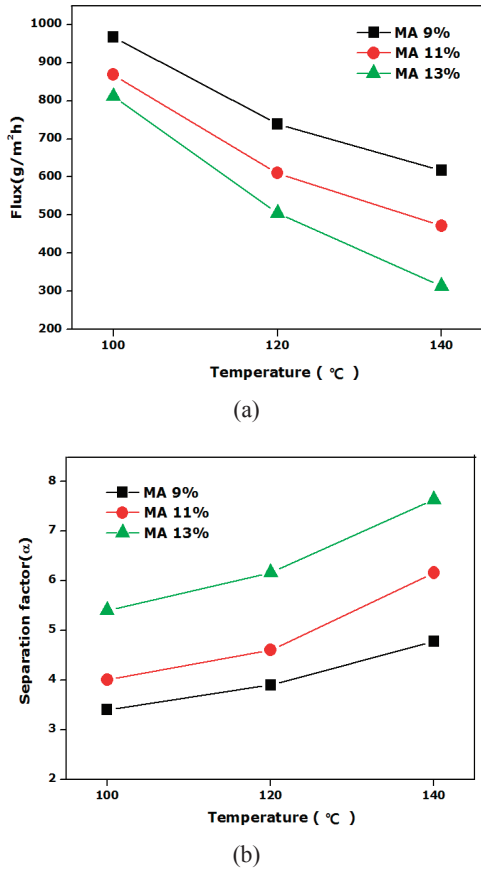 1000
900
800
700
600
500
400
300
200
Flux(g/m²h)
MA 9%
MA 11%
MA 13%
100 120 140
Temperature ( ℃ )
(a)
8
7
6
5
4
3
2
Separation factor(α)
MA 9%
MA 11%
MA 13%
100 120 140
Temperature ( ℃ )
(b)